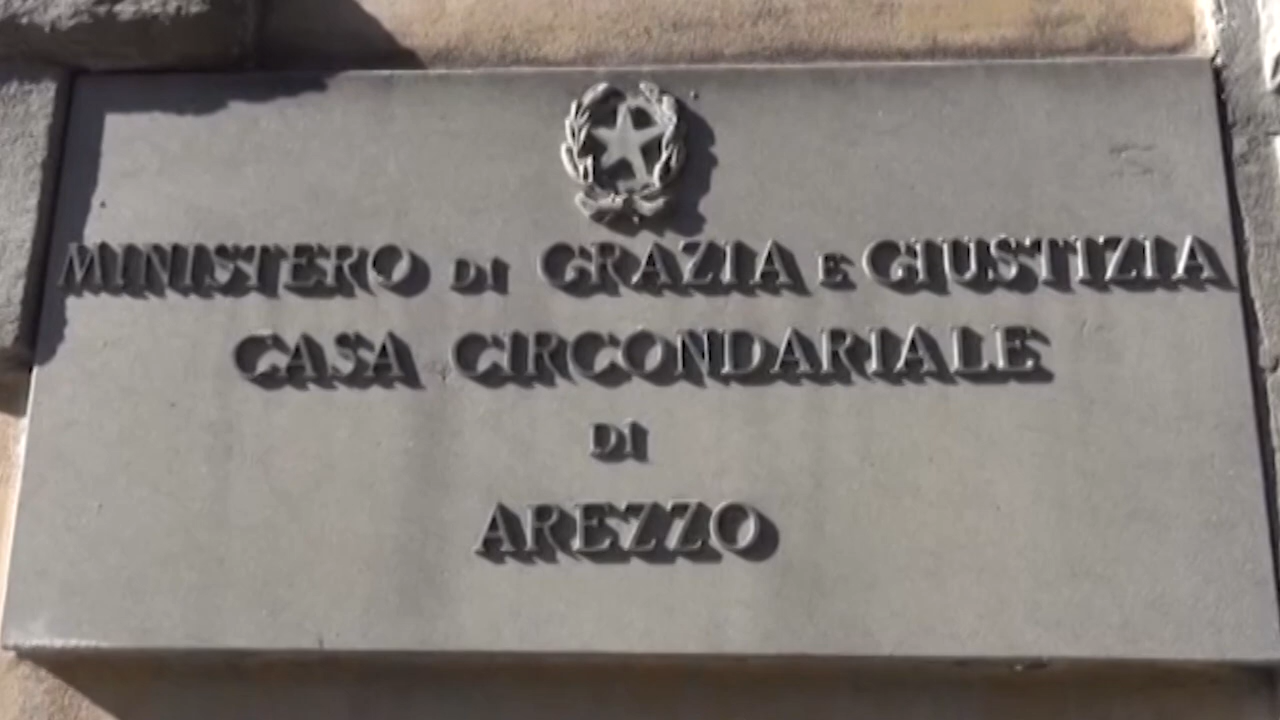 MINISTERO DI GRAZIA E GIUSTIZIA
CASA CIRCONDARIALE
DI
AREZZO